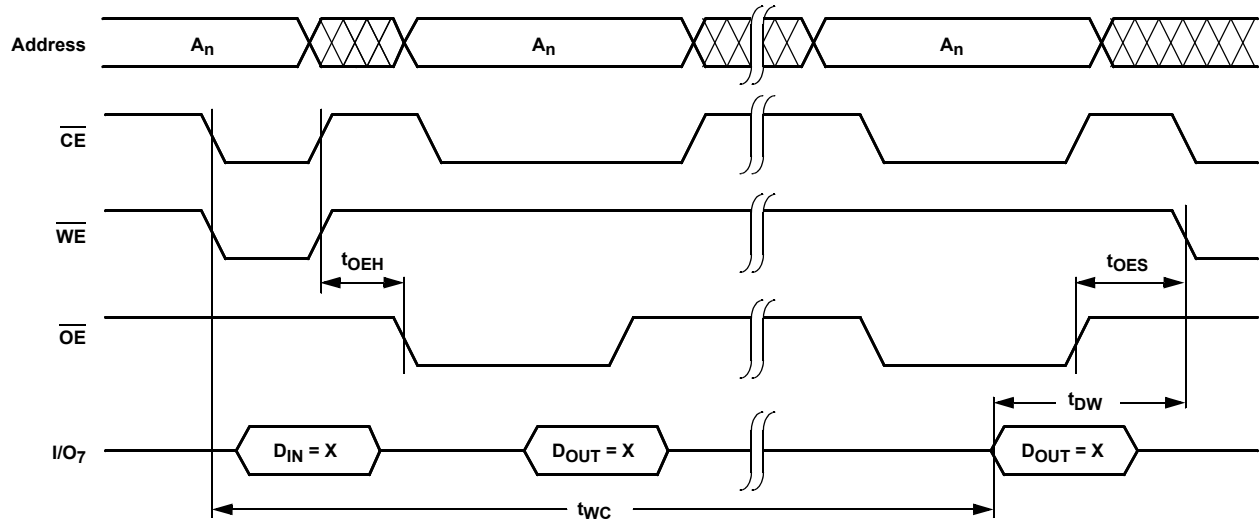 Address
An
An
An
CE
WE
tOEH
tOES
OE
tDW
I/O7
DIN = X
DOUT = X
DOUT = X
tWC